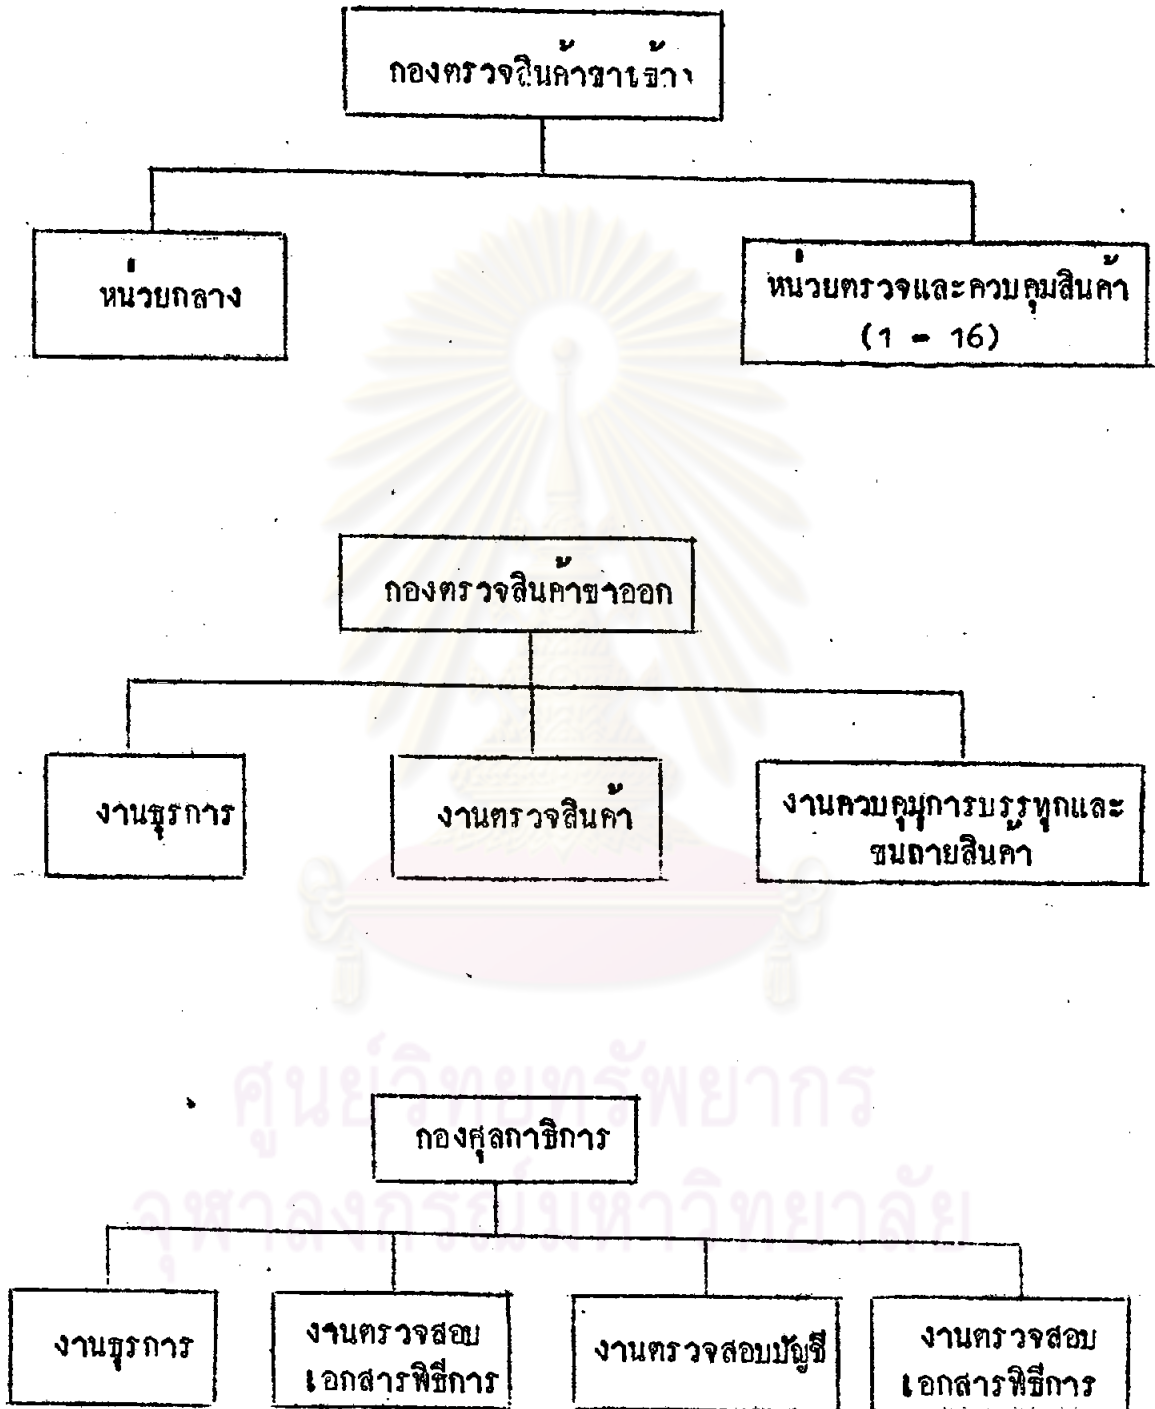 กองตรวจสินค้าขาเข้า
หน่วยกลาง
หน่วยตรวจและควบคุมสินค้า
(1 - 16)
กองตรวจสินค้าขาออก
งานธุรการ
งานตรวจสินค้า
งานควบคุมการบรรทุกและ
ขนถ่ายสินค้า
ศูนย์วิทยทรัพยากร
จุฬาลงกรณ์มหาวิทยาลัย
กองศุลกาธิการ
งานธุรการ
งานตรวจสอบ
เอกสารพิธีการ
งานตรวจสอบบัญชี
งานตรวจสอบ
เอกสารพิธีการ